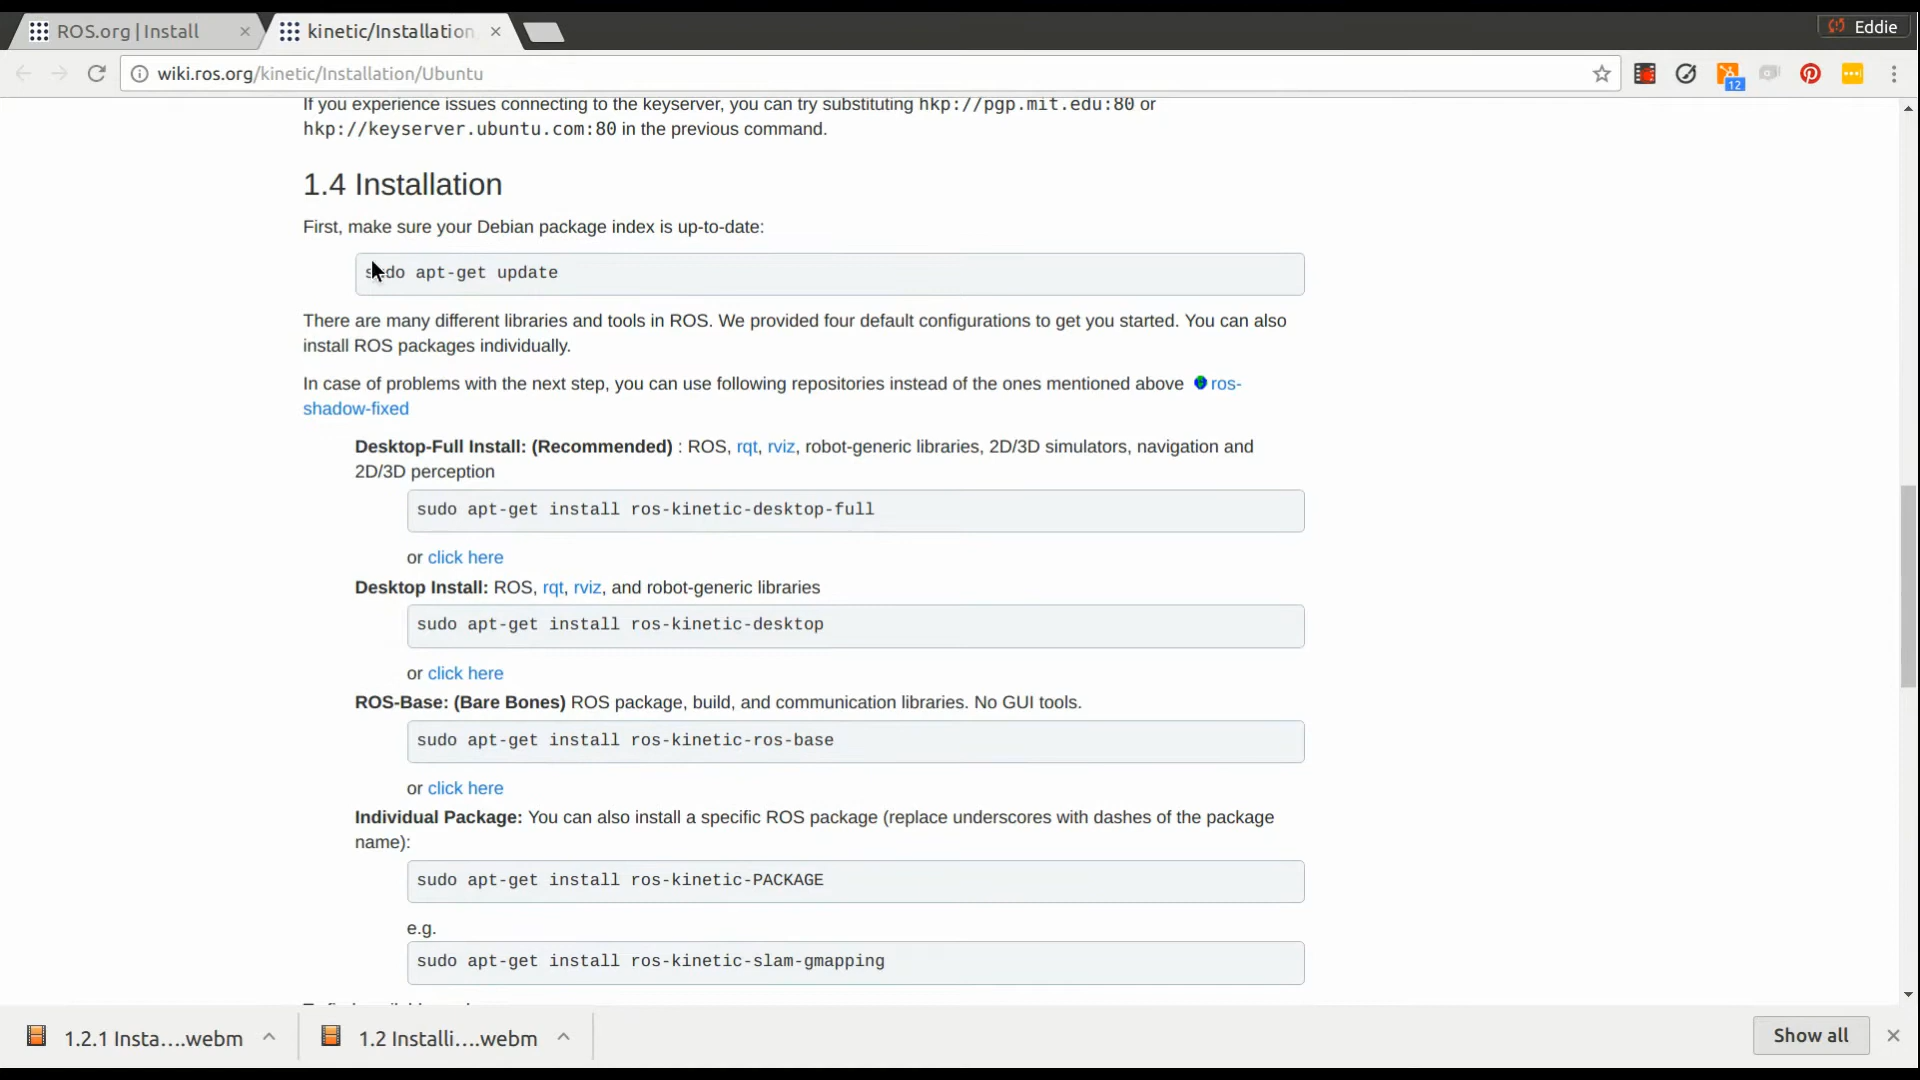 ROS.org | Install
kinetic/Installation
Eddie
wiki.ros.org/kinetic/Installation/Ubuntu
12
If you experience issues connecting to the keyserver, you can try substituting hkp://pgp.mit.edu:80 or
hkp://keyserver.ubuntu.com:80 in the previous command.
1.4 Installation
First, make sure your Debian package index is up-to-date:
sudo apt-get update
There are many different libraries and tools in ROS. We provided four default configurations to get you started. You can also
install ROS packages individually.
In case of problems with the next step, you can use following repositories instead of the ones mentioned above ros-
shadow-fixed
Desktop-Full Install: (Recommended) : ROS, rqt, rviz, robot-generic libraries, 2D/3D simulators, navigation and
2D/3D perception
sudo apt-get install ros-kinetic-desktop-full
or click here
Desktop Install: ROS, rqt, rviz, and robot-generic libraries
sudo apt-get install ros-kinetic-desktop
or click here
ROS-Base: (Bare Bones) ROS package, build, and communication libraries. No GUI tools.
sudo apt-get install ros-kinetic-ros-base
or click here
Individual Package: You can also install a specific ROS package (replace underscores with dashes of the package
name):
sudo apt-get install ros-kinetic-PACKAGE
e.g.
sudo apt-get install ros-kinetic-slam-gmapping
1.2.1 Insta....webm
1.2 Installi....webm
Show all